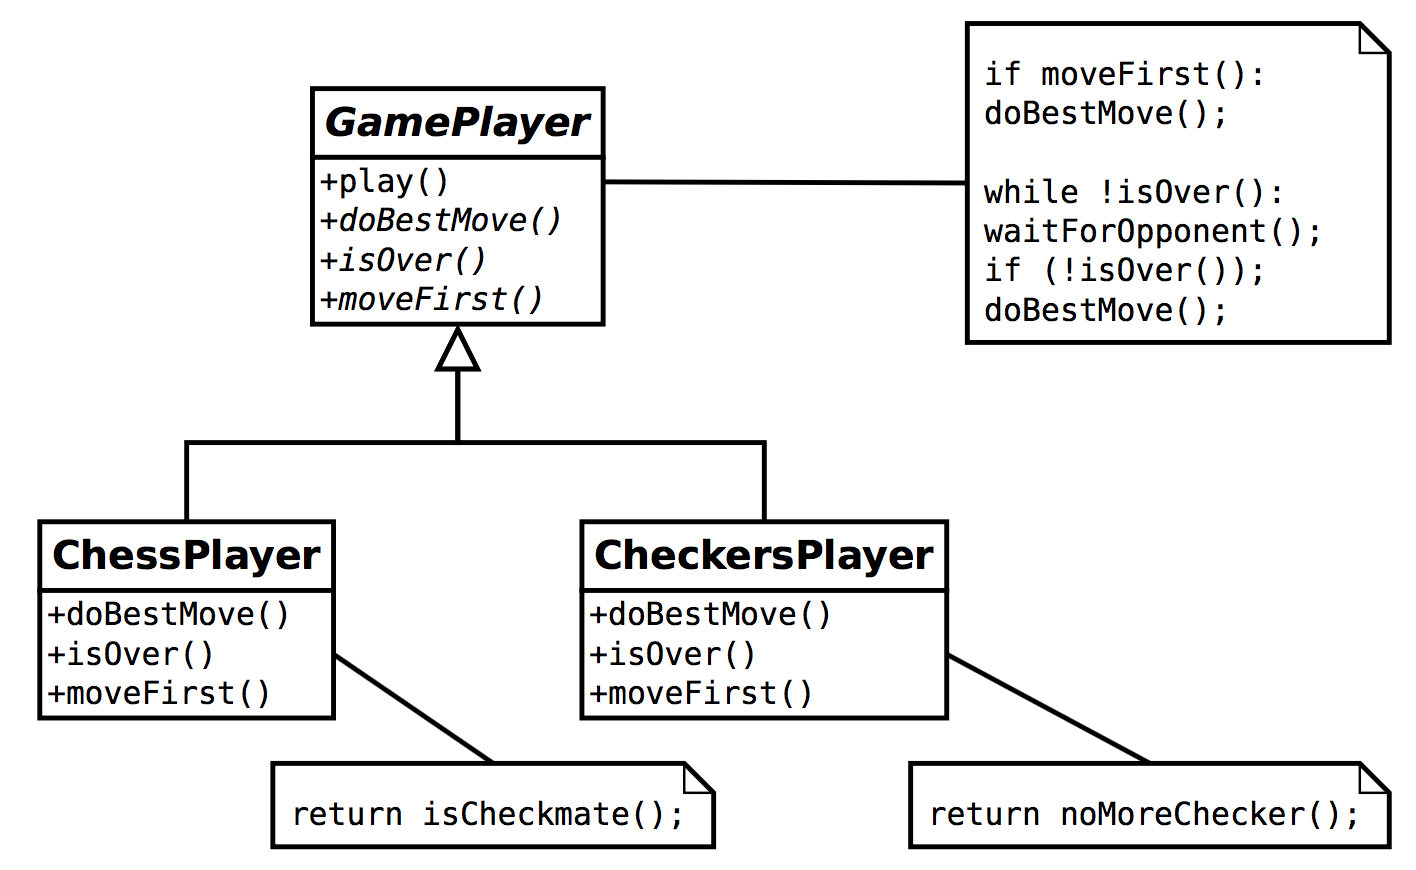 GamePlayer
+play()
+doBestMove()
+isOver()
+moveFirst()
if moveFirst():
doBestMove();
while !isOver():
waitForOpponent();
if (!isOver());
doBestMove();
ChessPlayer
+doBestMove()
+isOver()
+moveFirst()
return isCheckmate();
CheckersPlayer
+doBestMove()
+isOver()
+moveFirst()
return noMoreChecker();